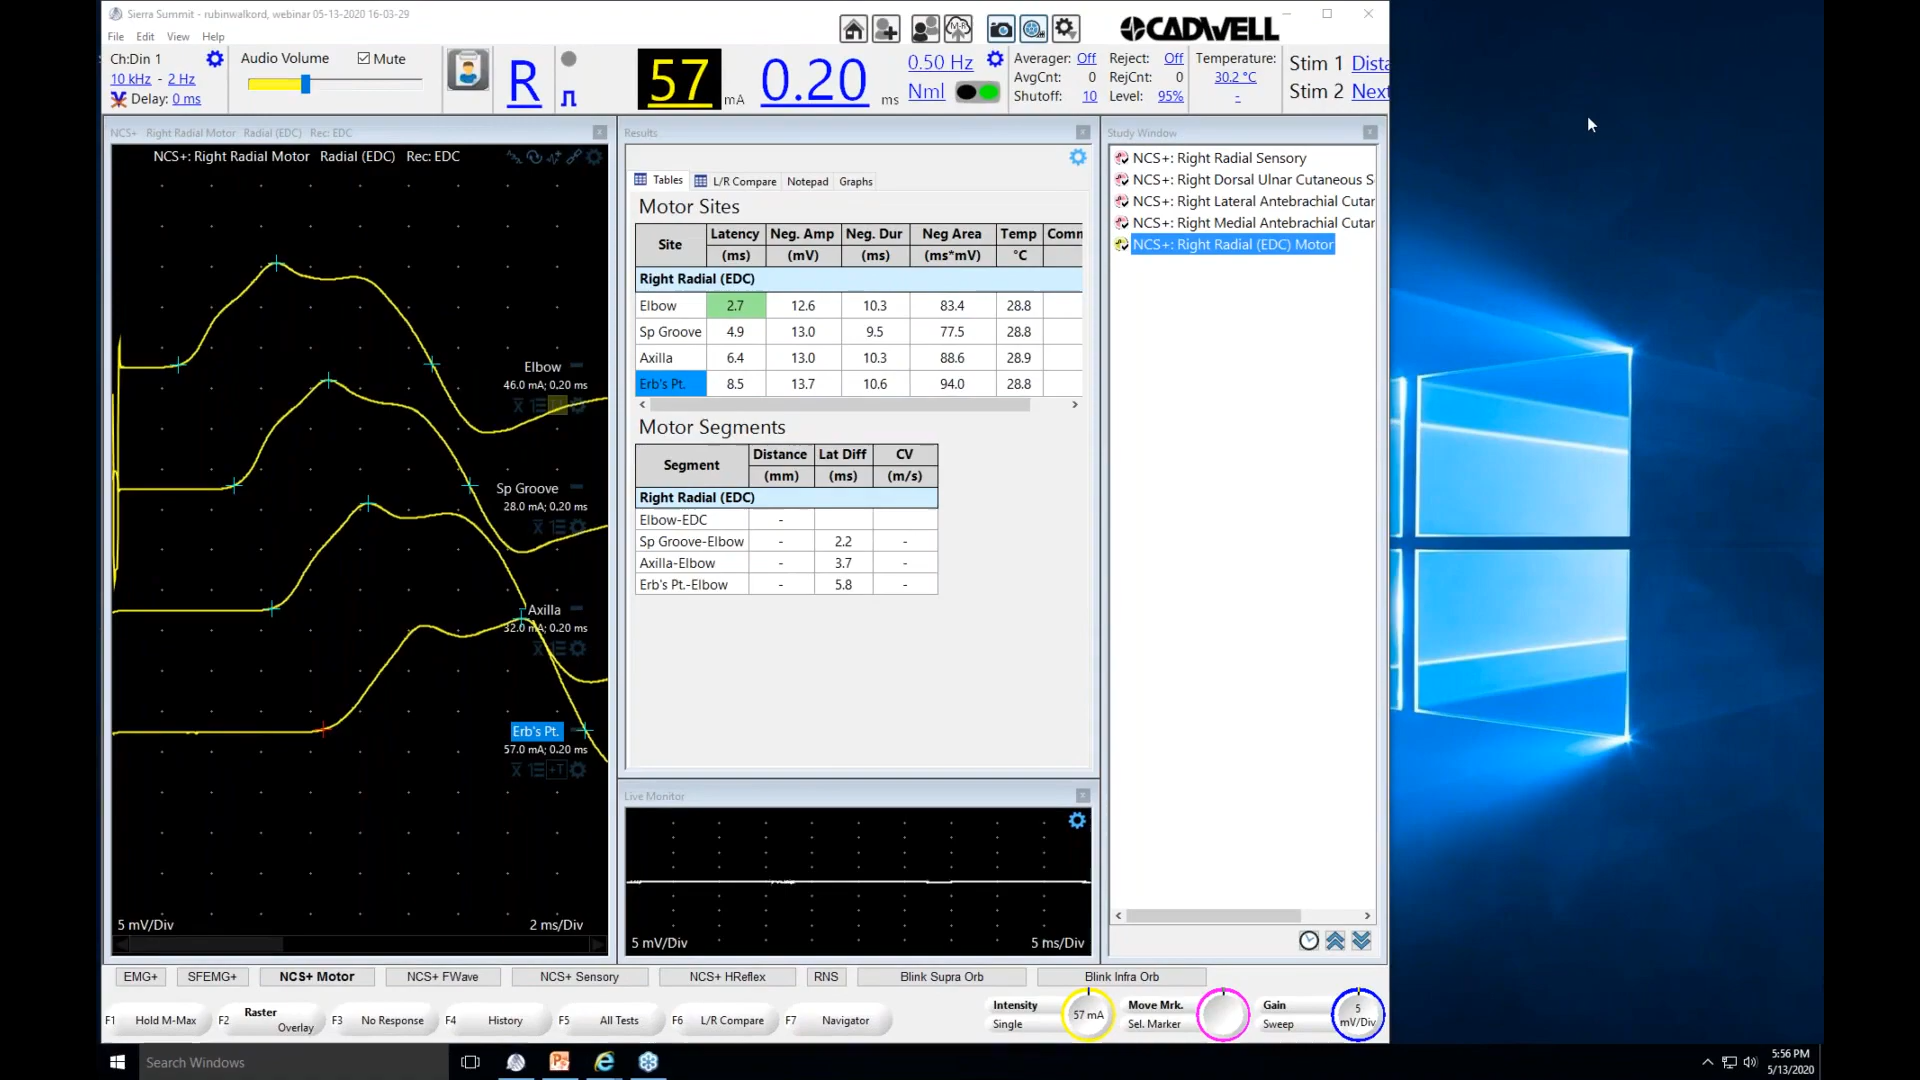 Sierra Summit - rubinwalkord, webinar 05-13-2020 16-03-29
File Edit View Help
CADWELL
Ch:Din 1
10 kHz - 2 Hz
Delay: 0 ms
Audio Volume Mute
R
57 mA
0.20 ms
0.50 Hz
Nml
Averager: Off
AvgCnt: 0
Shutoff: 10
Reject: Off
RejCnt: 0
Level: 95%
Temperature:
30.2 °C
-
Stim 1 Dista
Stim 2 Next
NCS+ Right Radial Motor Radial (EDC) Rec: EDC
NCS+: Right Radial Motor Radial (EDC) Rec: EDC
Elbow
46.0 mA; 0.20 ms
Sp Groove
28.0 mA; 0.20 ms
Axilla
32.0 mA; 0.20 ms
Erb's Pt.
57.0 mA; 0.20 ms
5 mV/Div 2 ms/Div
Results
Tables L/R Compare Notepad Graphs
Motor Sites
Site Latency (ms) Neg. Amp (mV) Neg. Dur (ms) Neg Area (ms*mV) Temp °C Comm
Right Radial (EDC)
Elbow 2.7 12.6 10.3 83.4 28.8
Sp Groove 4.9 13.0 9.5 77.5 28.8
Axilla 6.4 13.0 10.3 88.6 28.9
Erb's Pt. 8.5 13.7 10.6 94.0 28.8
Motor Segments
Segment Distance (mm) Lat Diff (ms) CV (m/s)
Right Radial (EDC)
Elbow-EDC -
Sp Groove-Elbow - 2.2 -
Axilla-Elbow - 3.7 -
Erb's Pt.-Elbow - 5.8 -
Live Monitor
5 mV/Div 5 ms/Div
Study Window
NCS+: Right Radial Sensory
NCS+: Right Dorsal Ulnar Cutaneous S
NCS+: Right Lateral Antebrachial Cutar
NCS+: Right Medial Antebrachial Cutar
NCS+: Right Radial (EDC) Motor
EMG+ SFEMG+ NCS+ Motor NCS+ FWave NCS+ Sensory NCS+ HReflex RNS Blink Supra Orb Blink Infra Orb
F1 Hold M-Max F2 Raster Overlay F3 No Response F4 History F5 All Tests F6 L/R Compare F7 Navigator
Intensity
Single
57 mA
Move Mrk.
Sel. Marker
Gain
Sweep
5
mV/Div
Search Windows
5:56 PM
5/13/2020